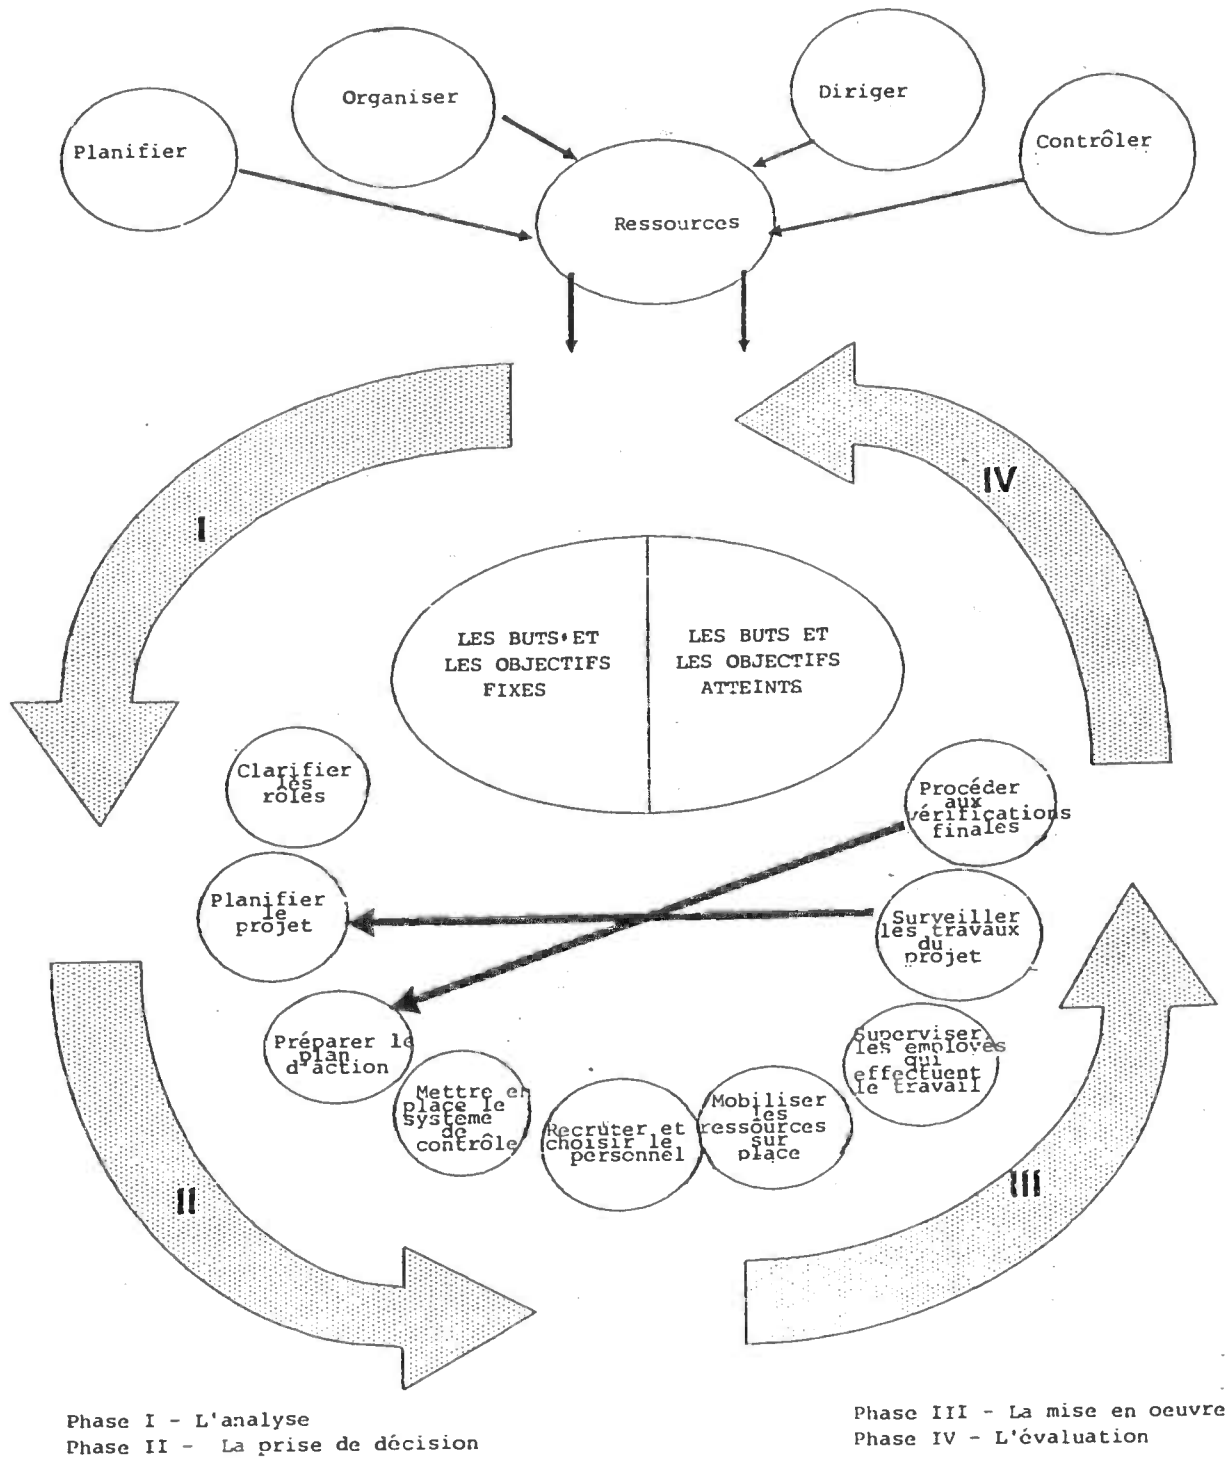 Organiser
Diriger
Planifier
Contrôler
Ressources
I
IV
LES BUTS ET
LES OBJECTIFS
FIXES
LES BUTS ET
LES OBJECTIFS
ATTEINTS
Clarifier
les
rôles
Procéder
aux
vérifications
finales
Planifier
le
projet
Surveiller
les travaux
du
projet
Préparer le
plan
d'action
Superviser
les employés
qui
effectuent
le travail
Mettre en
place le
système
de
contrôle
Recruter et
choisir le
personnel
Mobiliser
les
ressources
sur
place
II
III
Phase I - L'analyse
Phase II - La prise de décision
Phase III - La mise en oeuvre
Phase IV - L'évaluation